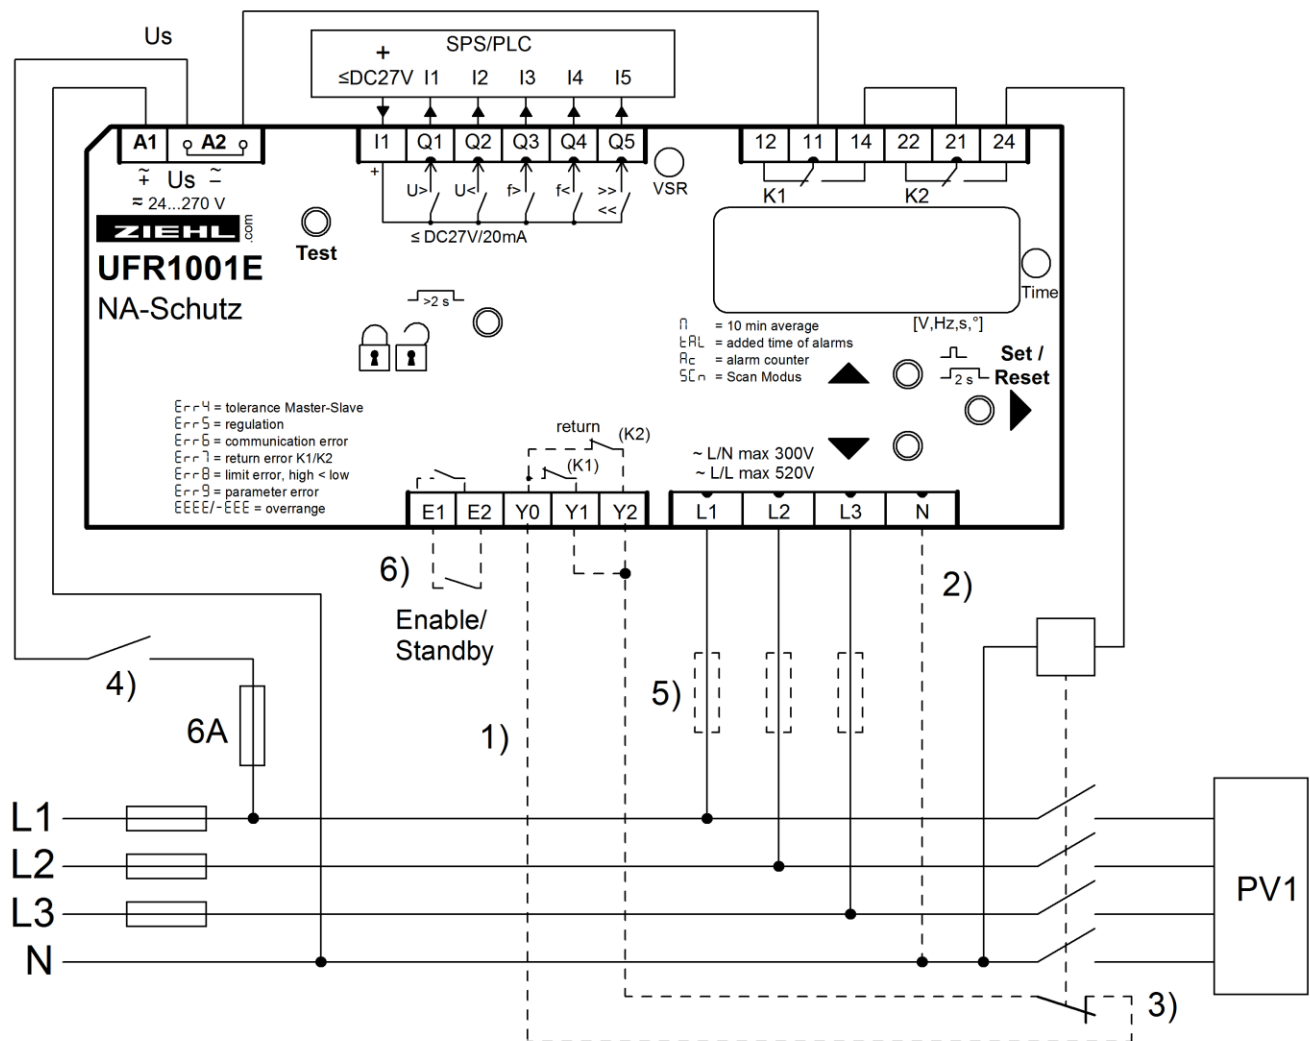 Us
SPS/PLC
+
≤DC27V I1 I2 I3 I4 I5
A1 A2 I1 Q1 Q2 Q3 Q4 Q5 12 11 14 22 21 24
+ U> U< f> f< >> <<
VSR
K1 K2
~ + Us ~ −
≂ 24...270 V
≤ DC27V/20mA
ZIEHL .com
Test
UFR1001E
NA-Schutz
Time
>2 s
[V,Hz,s,°]
n = 10 min average
tAL = added time of alarms
Ac = alarm counter
SCn = Scan Modus
Set /
Reset
2 s
Err4 = tolerance Master-Slave
Err5 = regulation
Err6 = communication error
Err7 = return error K1/K2
Err8 = limit error, high < low
Err9 = parameter error
EEEE/-EEE = overrange
return (K2)
(K1)
~ L/N max 300V
~ L/L max 520V
E1 E2 Y0 Y1 Y2 L1 L2 L3 N
6)
2)
Enable/
Standby
4)
5)
6A
1)
L1
L2
L3
N
PV1
3)